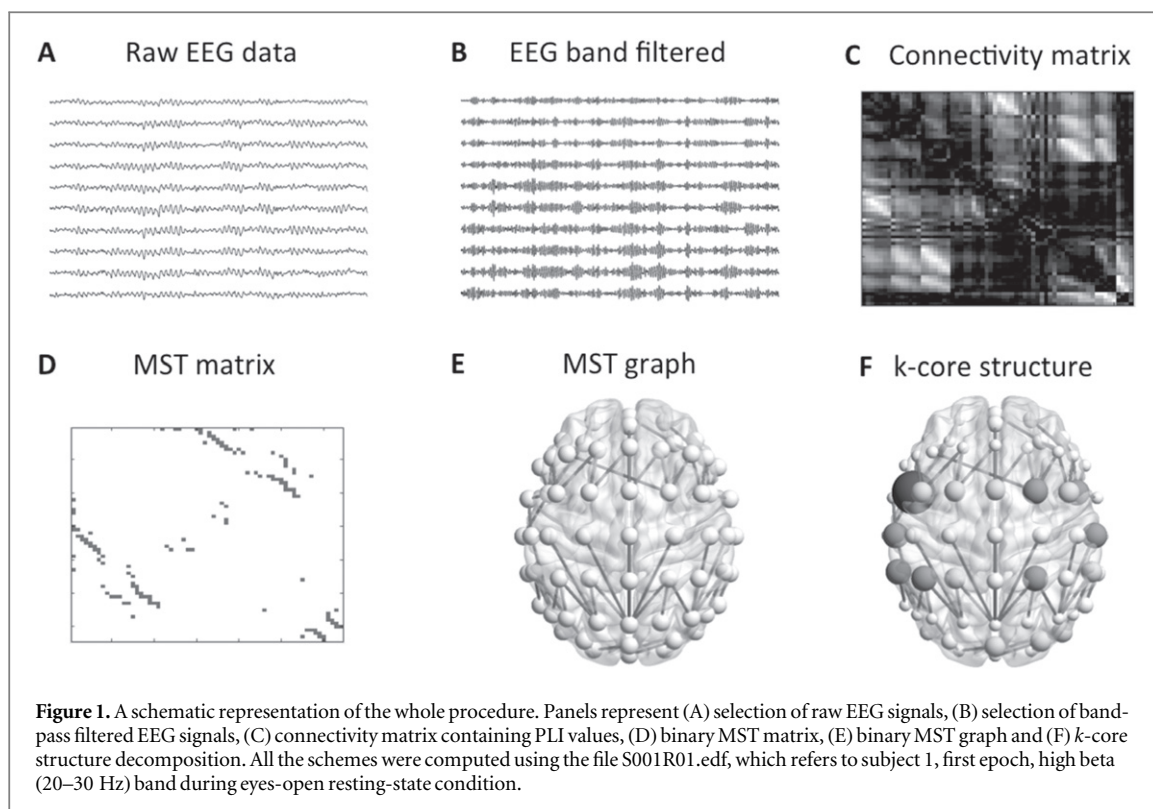 A Raw EEG data
B EEG band filtered
C Connectivity matrix
D MST matrix
E MST graph
F k-core structure
Figure 1. A schematic representation of the whole procedure. Panels represent (A) selection of raw EEG signals, (B) selection of band-
pass filtered EEG signals, (C) connectivity matrix containing PLI values, (D) binary MST matrix, (E) binary MST graph and (F) k-core
structure decomposition. All the schemes were computed using the file S001R01.edf, which refers to subject 1, first epoch, high beta
(20–30 Hz) band during eyes-open resting-state condition.